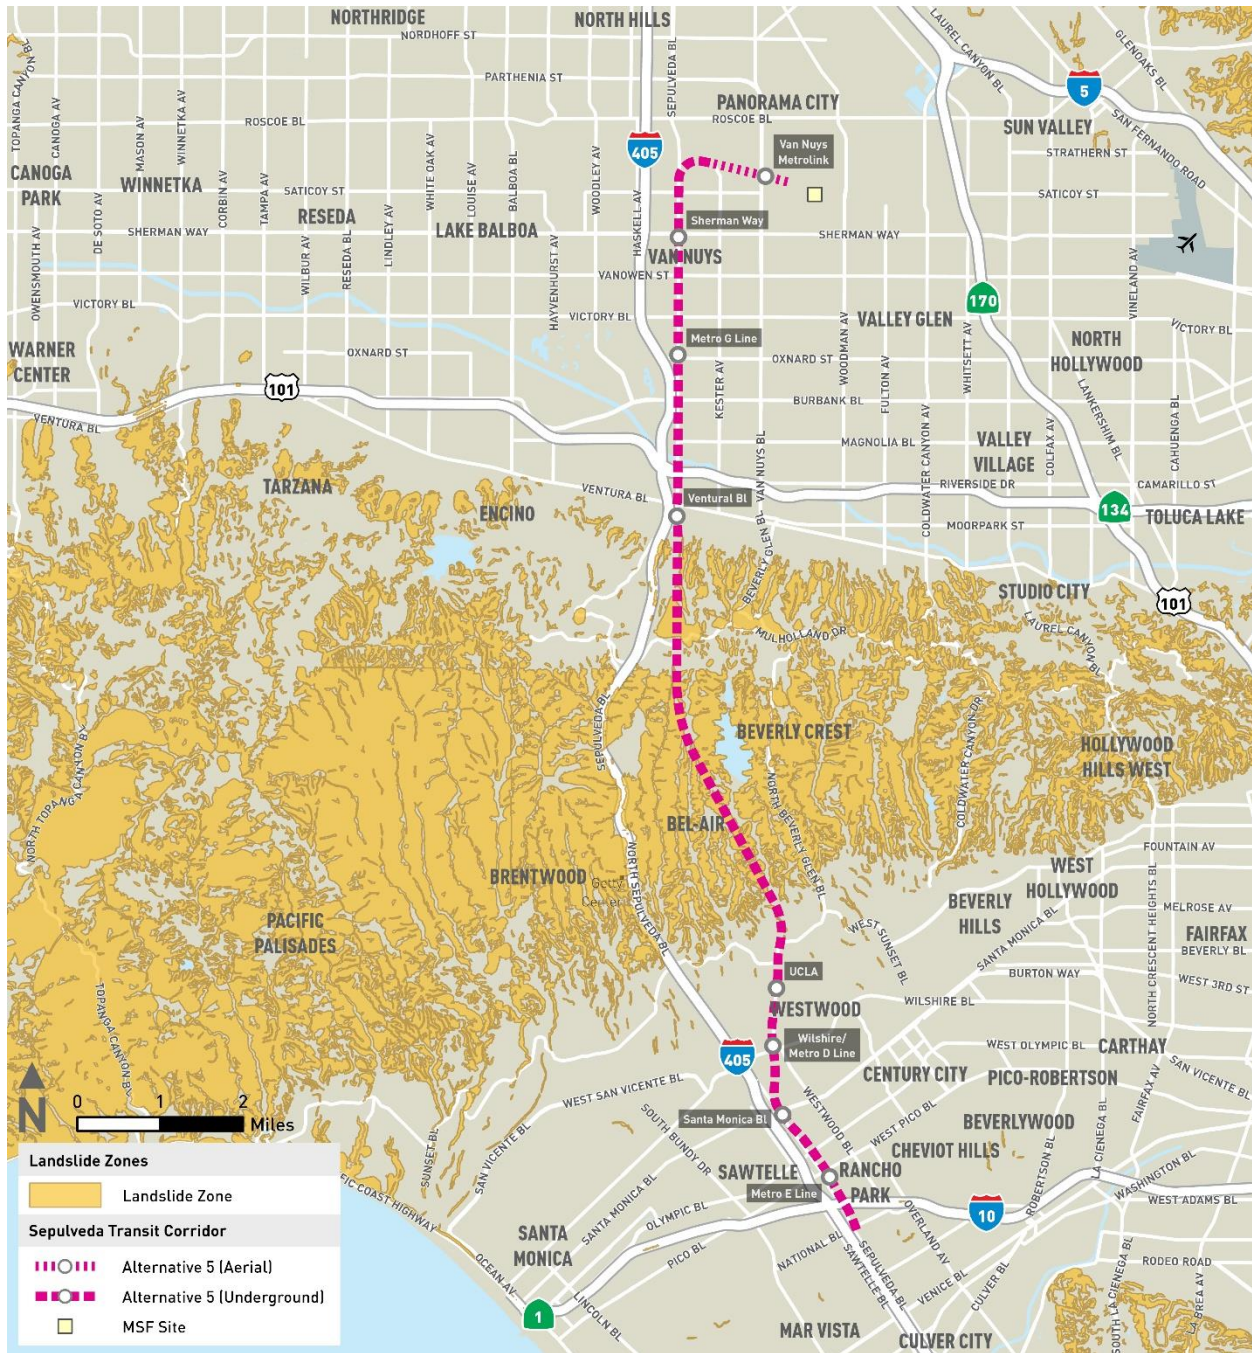 NORTHRIDGE
NORTH HILLS
NORDHOFF ST
SEPULVEDA BL
LAUREL CANYON BL
GLENOAKS BL
TOPANGA CANYON BL
CANOGA AV
PARTHENIA ST
PANORAMA CITY
5
SUN VALLEY
SAN FERNANDO ROAD
MASON AV
WINNETKA AV
ROSCOE BL
ROSCOE BL
405
Van Nuys
Metrolink
STRATHERN ST
CANOGA
PARK
WINNETKA
CORBIN AV
TAMPA AV
SATICOY ST
WHITE OAK AV
LOUISE AV
BALBOA BL
WOODLEY AV
HASKELL AV
SATICOY ST
DE SOTO AV
RESEDA
LINDLEY AV
LAKE BALBOA
Sherman Way
SHERMAN WAY
SHERMAN WAY
VAN NUYS
OWENSMOUTH AV
WILBUR AV
RESEDA BL
HAYVENHURST AV
VANOWEN ST
VINELAND AV
170
VICTORY BL
VICTORY BL
VALLEY GLEN
VICTORY BL
WARNER
CENTER
OXNARD ST
Metro G Line
OXNARD ST
WOODMAN AV
FULTON AV
WHITSETT AV
NORTH
HOLLYWOOD
101
KESTER AV
BURBANK BL
LANKERSHIM BL
VENTURA BL
MAGNOLIA BL
COLDWATER CANYON AV
VALLEY
VILLAGE
COLFAX AV
CAHUENGA BL
TARZANA
VENTURA BL
VAN NUYS BL
RIVERSIDE DR
CAMARILLO ST
ENCINO
Ventural Bl
MOORPARK ST
134
TOLUCA LAKE
BEVERLY GLEN BL
STUDIO CITY
101
MULHOLLAND DR
LAUREL CANYON BL
SEPULVEDA BL
BEVERLY CREST
COLDWATER CANYON DR
HOLLYWOOD
HILLS WEST
NORTH TOPANGA CANYON BY
NORTH BEVERLY GLEN BL
BEL-AIR
NORTH SEPULVEDA BL
FOUNTAIN AV
BRENTWOOD
Getty
Center
WEST
HOLLYWOOD
BEVERLY
HILLS
NORTH CRESCENT HEIGHTS BL
MELROSE AV
PACIFIC
PALISADES
WEST SUNSET BL
SANTA MONICA BL
FAIRFAX
BEVERLY BL
UCLA
BURTON WAY
WEST 3RD ST
TOPANGA CANYON B
WESTWOOD
WILSHIRE BL
Wilshire/
Metro D Line
WEST OLYMPIC BL
CARTHAY
405
CENTURY CITY
PICO-ROBERTSON
SAN VICENTE BL
N
0 1 2
Miles
WEST SAN VICENTE BL
SOUTH BUNDY DR
Santa Monica Bl
WESTWOOD BL
WEST PICO BL
BEVERLYWOOD
FAIRFAX AV
LA CIENEGA BL
SUNSET BL
SAN VICENTE BL
SAWTELLE
CHEVIOT HILLS
Metro E Line
RANCHO
PARK
ROBERTSON BL
WASHINGTON BL
WEST ADAMS BL
FIC COAST HIGHWAY
SANTA MONICA BL
OLYMPIC BL
OVERLAND AV
10
SANTA
MONICA
PICO BL
NATIONAL BL
SEPULVEDA BL
SAWTELLE BL
VENICE BL
CULVER BL
RODEO ROAD
OCEAN AV
1
LINCOLN BL
MAR VISTA
CULVER CITY
SOUTH LA CIENEGA BL
LA BREA AV
Landslide Zones
Landslide Zone
Sepulveda Transit Corridor
Alternative 5 (Aerial)
Alternative 5 (Underground)
MSF Site